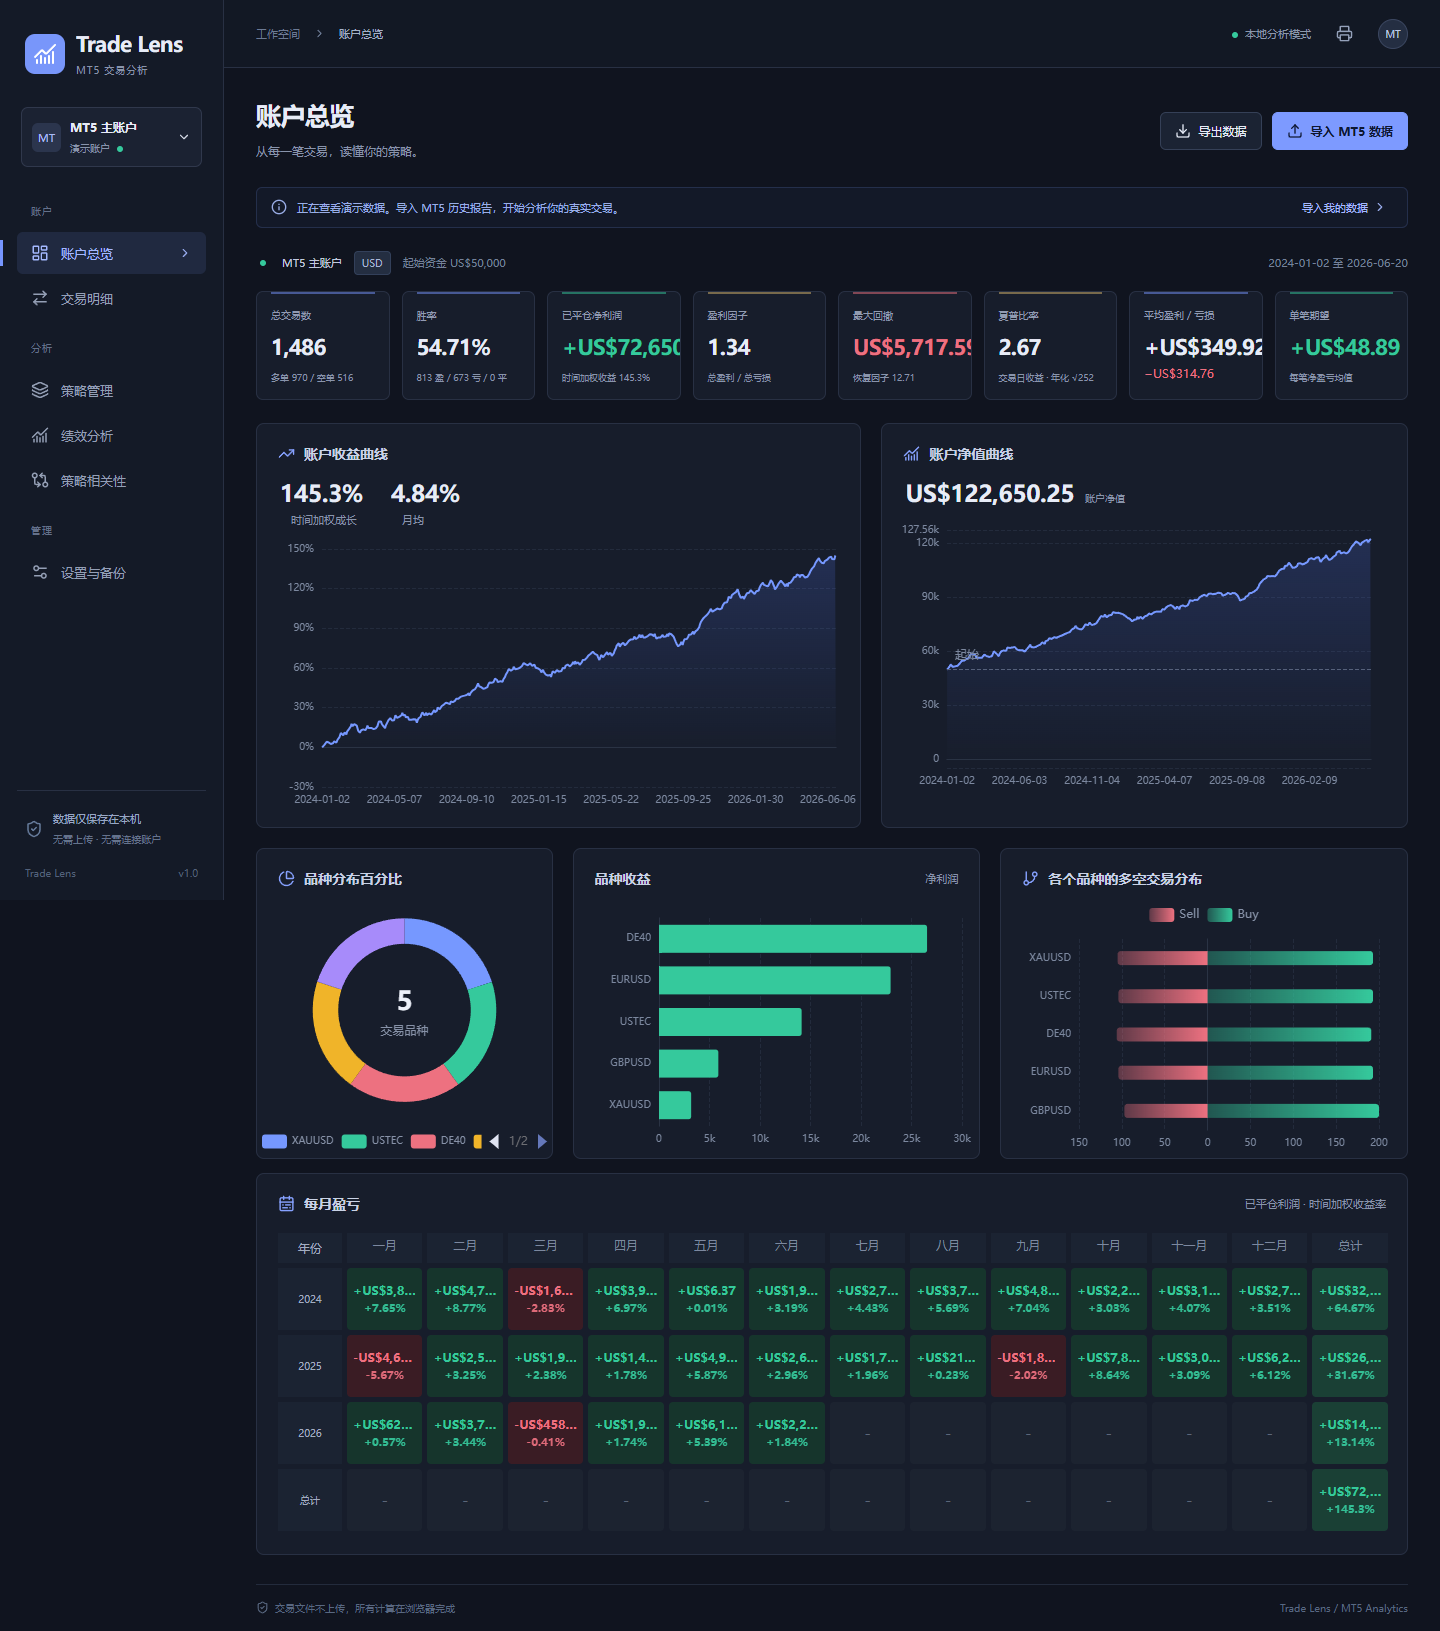 Trade Lens
MT5 交易分析
MT
MT5 主账户
演示账户
账户
账户总览
交易明细
分析
策略管理
绩效分析
策略相关性
管理
设置与备份
数据仅保存在本机
无需上传 · 无需连接账户
Trade Lens v1.0
工作空间 账户总览
本地分析模式
MT
账户总览
从每一笔交易，读懂你的策略。
导出数据
导入 MT5 数据
正在查看演示数据。导入 MT5 历史报告，开始分析你的真实交易。
导入我的数据
MT5 主账户 USD 起始资金 US$50,000
2024-01-02 至 2026-06-20
总交易数
1,486
多单 970 / 空单 516
胜率
54.71%
813 盈 / 673 亏 / 0 平
已平仓净利润
+US$72,650
时间加权收益 145.3%
盈利因子
1.34
总盈利 / 总亏损
最大回撤
US$5,717.59
恢复因子 12.71
夏普比率
2.67
交易日收益 · 年化 √252
平均盈利 / 亏损
+US$349.92
−US$314.76
单笔期望
+US$48.89
每笔净盈亏均值
账户收益曲线
145.3% 4.84%
时间加权成长 月均
150%
120%
90%
60%
30%
0%
-30%
2024-01-02 2024-05-07 2024-09-10 2025-01-15 2025-05-22 2025-09-25 2026-01-30 2026-06-06
账户净值曲线
US$122,650.25 账户净值
127.56k
120k
90k
60k
起始
30k
0
2024-01-02 2024-06-03 2024-11-04 2025-04-07 2025-09-08 2026-02-09
品种分布百分比
5
交易品种
XAUUSD USTEC DE40 1/2
品种收益 净利润
DE40
EURUSD
USTEC
GBPUSD
XAUUSD
0 5k 10k 15k 20k 25k 30k
各个品种的多空交易分布
Sell Buy
XAUUSD
USTEC
DE40
EURUSD
GBPUSD
150 100 50 0 50 100 150 200
每月盈亏 已平仓利润 · 时间加权收益率
年份 一月 二月 三月 四月 五月 六月 七月 八月 九月 十月 十一月 十二月 总计
2024
+US$3,8... +US$4,7... -US$1,6... +US$3,9... +US$6.37 +US$1,9... +US$2,7... +US$3,7... +US$4,8... +US$2,2... +US$3,1... +US$2,7... +US$32,...
+7.65% +8.77% -2.83% +6.97% +0.01% +3.19% +4.43% +5.69% +7.04% +3.03% +4.07% +3.51% +64.67%
2025
-US$4,6... +US$2,5... +US$1,9... +US$1,4... +US$4,9... +US$2,6... +US$1,7... +US$21... -US$1,8... +US$7,8... +US$3,0... +US$6,2... +US$26,...
-5.67% +3.25% +2.38% +1.78% +5.87% +2.96% +1.96% +0.23% -2.02% +8.64% +3.09% +6.12% +31.67%
2026
+US$62... +US$3,7... -US$458... +US$1,9... +US$6,1... +US$2,2... - - - - - - +US$14,...
+0.57% +3.44% -0.41% +1.74% +5.39% +1.84% +13.14%
总计 - - - - - - - - - - - - +US$72,...
+145.3%
交易文件不上传，所有计算在浏览器完成
Trade Lens / MT5 Analytics